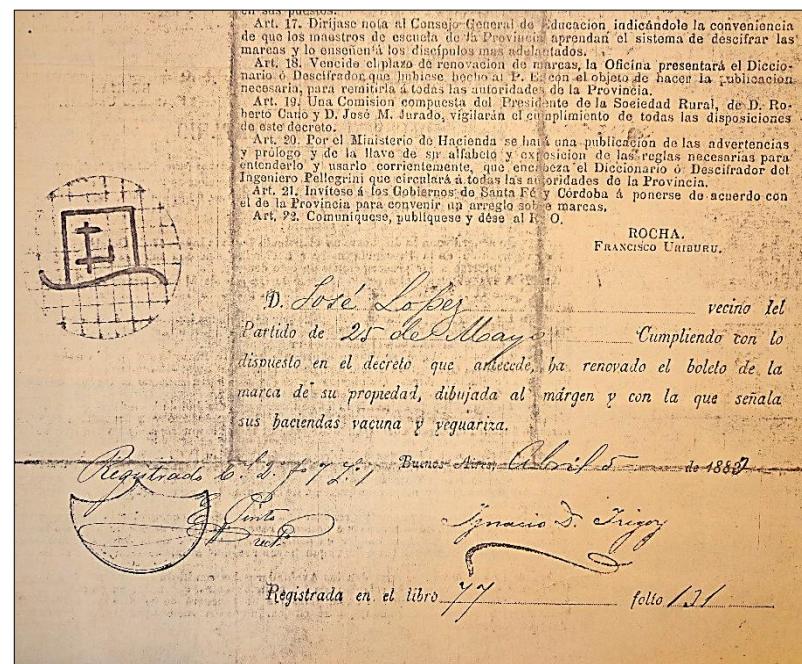 en sus puestos.
Art. 17. Diríjase nota al Consejo General de Educacion indicándole la conveniencia
de que los maestros de escuela de la Provincia aprendan el sistema de descifrar las
marcas y lo enseñen á los discípulos mas adelantados.
Art. 18. Vencido el plazo de renovacion de marcas, la Oficina presentará el Diccio-
nario ó Descifrador que hubiese hecho al P. E. con el objeto de hacer la publicacion
necesaria, para remitirla á todas las autoridades de la Provincia.
Art. 19. Una Comision compuesta del Presidente de la Sociedad Rural, de D. Ro-
berto Cano y D. José M. Jurado, vigilarán el cumplimiento de todas las disposiciones
de este decreto.
Art. 20. Por el Ministerio de Hacienda se hará una publicacion de las advertencias
y prólogo y de la llave de su alfabeto y exposicion de las reglas necesarias para
entenderlo y usarlo corrientemente, que encabeza el Diccionario ó Descifrador del
Ingeniero Pellegrini que circulará á todas las autoridades de la Provincia.
Art. 21. Invítese á los Gobiernos de Santa Fé y Córdoba á ponerse de acuerdo con
el de la Provincia para convenir un arreglo sobre marcas.
Art. 22. Comuníquese, publíquese y dése al R. O.
ROCHA.
FRANCISCO URIBURU.
D. José Lopez vecino del
Partido de 25 de Mayo Cumpliendo con lo
dispuesto en el decreto que antecede, ha renovado el boleto de la
marca de su propiedad, dibujada al márgen y con la que señala
sus haciendas vacuna y yeguariza.
Registrado Buenos Aires, Abril 5 de 188
E. Pinto
Ignacio D. Irigoy
Registrada en el libro 77 folio 131